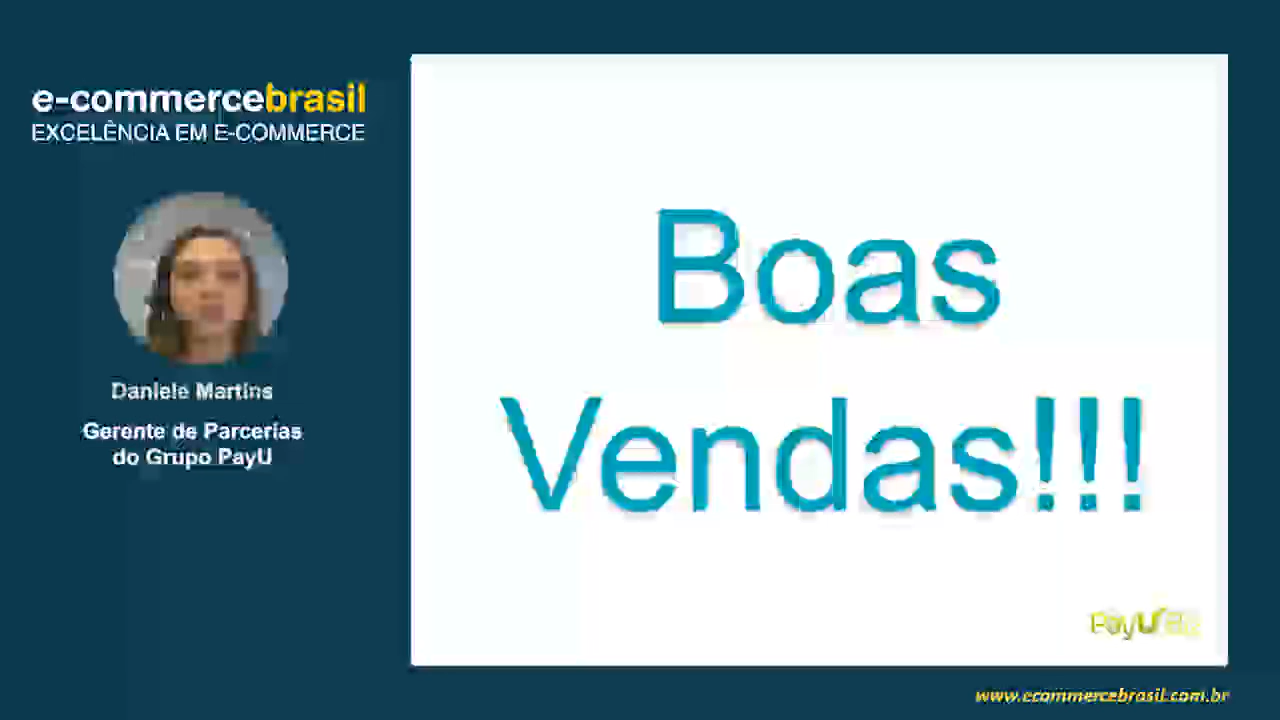 e-commercebrasil
EXCELÊNCIA EM E-COMMERCE
Daniele Martins
Gerente de Parcerias
do Grupo PayU
Boas
Vendas!!!
PayU
www.ecommercebrasil.com.br